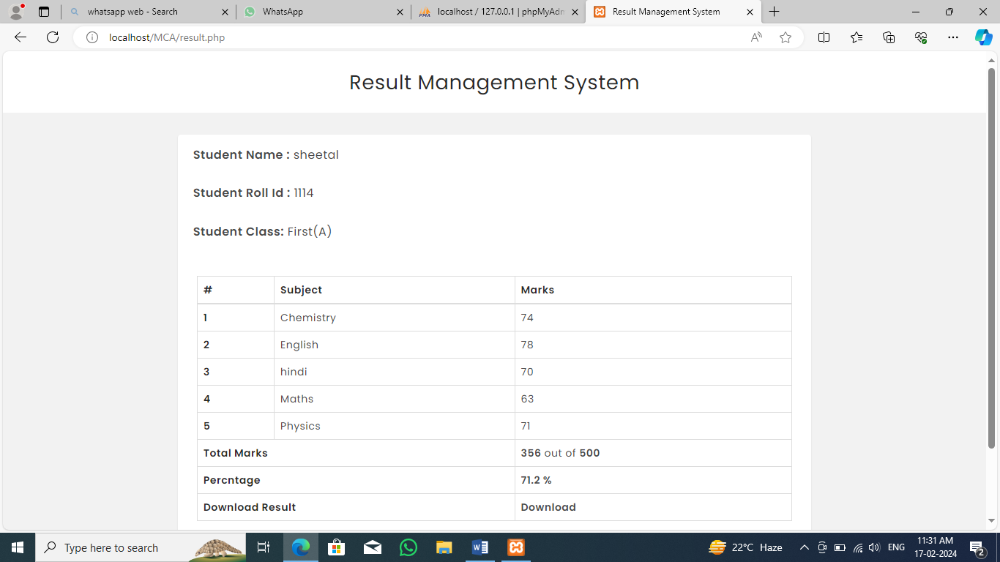 whatsapp web - Search
WhatsApp
localhost / 127.0.0.1 | phpMyAdm
Result Management System
localhost/MCA/result.php
Result Management System
Student Name : sheetal
Student Roll Id : 1114
Student Class: First(A)
# Subject Marks
1 Chemistry 74
2 English 78
3 hindi 70
4 Maths 63
5 Physics 71
Total Marks 356 out of 500
Percntage 71.2 %
Download Result Download
Type here to search
22°C Haze
ENG
11:31 AM
17-02-2024
2